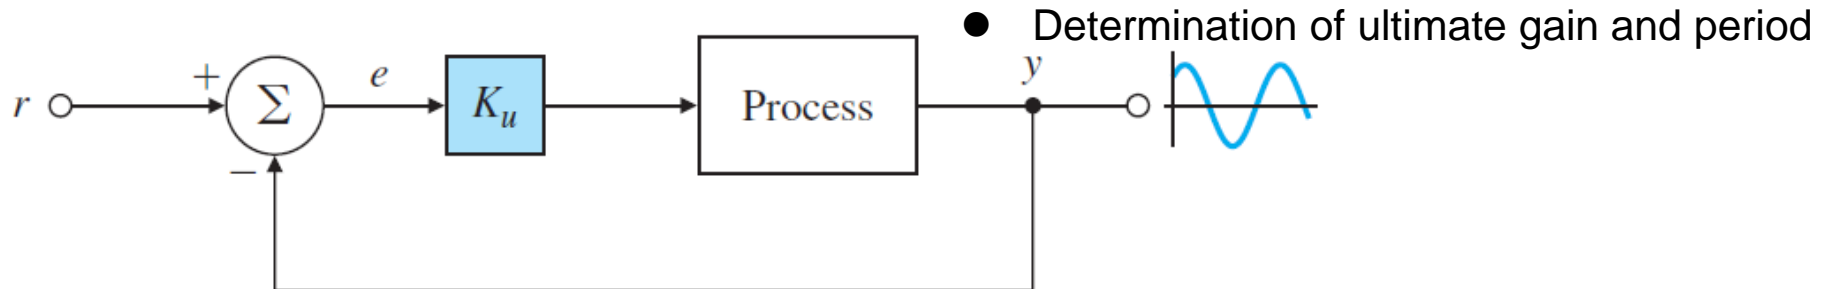 ● Determination of ultimate gain and period
r
+
−
Σ
e
K_u
Process
y